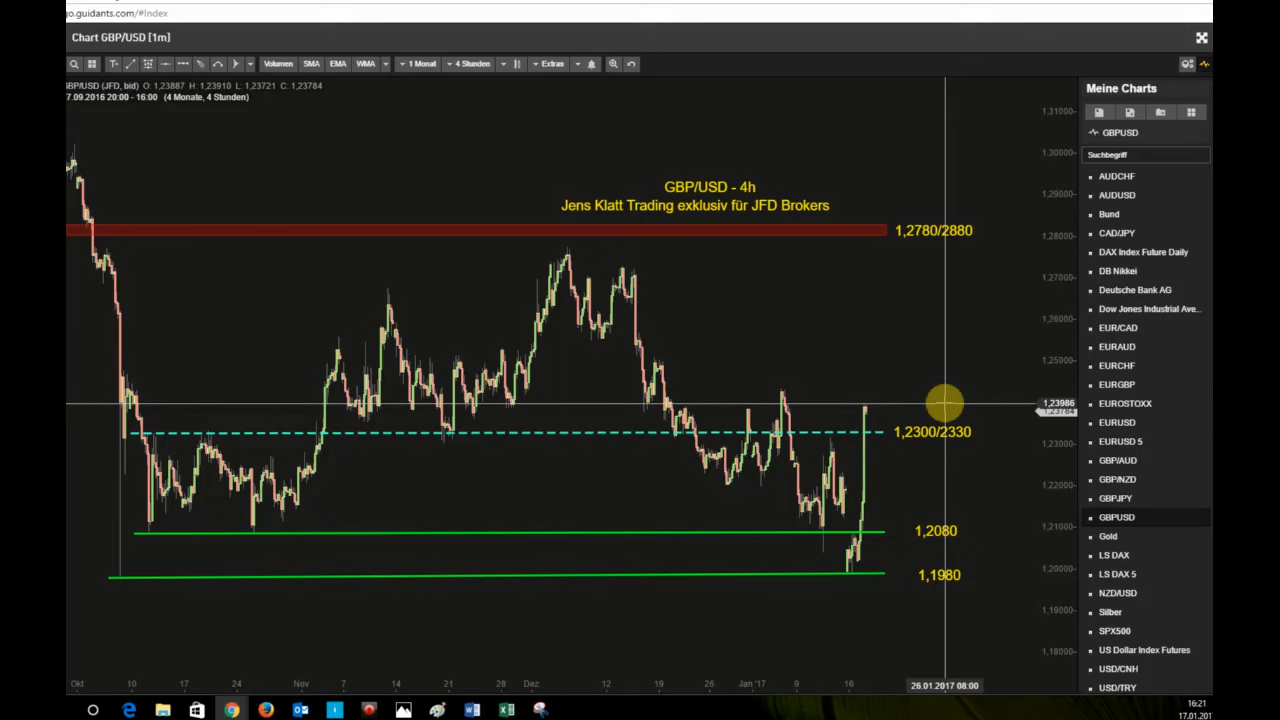 go.guidants.com/#Index
Chart GBP/USD [1m]
Volumen SMA EMA WMA 1 Monat 4 Stunden Extras
GBP/USD (JFD, bid) O: 1,23887 H: 1,23910 L: 1,23721 C: 1,23784
7.09.2016 20:00 - 16:00 (4 Monate, 4 Stunden)
GBP/USD - 4h
Jens Klatt Trading exklusiv für JFD Brokers
1,2780/2880
1,2300/2330
1,2080
1,1980
1,31000
1,30000
1,29000
1,28000
1,27000
1,26000
1,25000
1,23986
1,23784
1,23000
1,22000
1,21000
1,20000
1,19000
1,18000
Okt 10 17 24 Nov 7 14 21 28 Dez 12 19 26 Jan '17 9 16 26.01.2017 08:00
Meine Charts
GBPUSD
Suchbegriff
AUDCHF
AUDUSD
Bund
CAD/JPY
DAX Index Future Daily
DB Nikkei
Deutsche Bank AG
Dow Jones Industrial Ave...
EUR/CAD
EURAUD
EURCHF
EURGBP
EUROSTOXX
EURUSD
EURUSD 5
GBP/AUD
GBP/NZD
GBPJPY
GBPUSD
Gold
LS DAX
LS DAX 5
NZD/USD
Silber
SPX500
US Dollar Index Futures
USD/CNH
USD/TRY
16:21
17.01.201